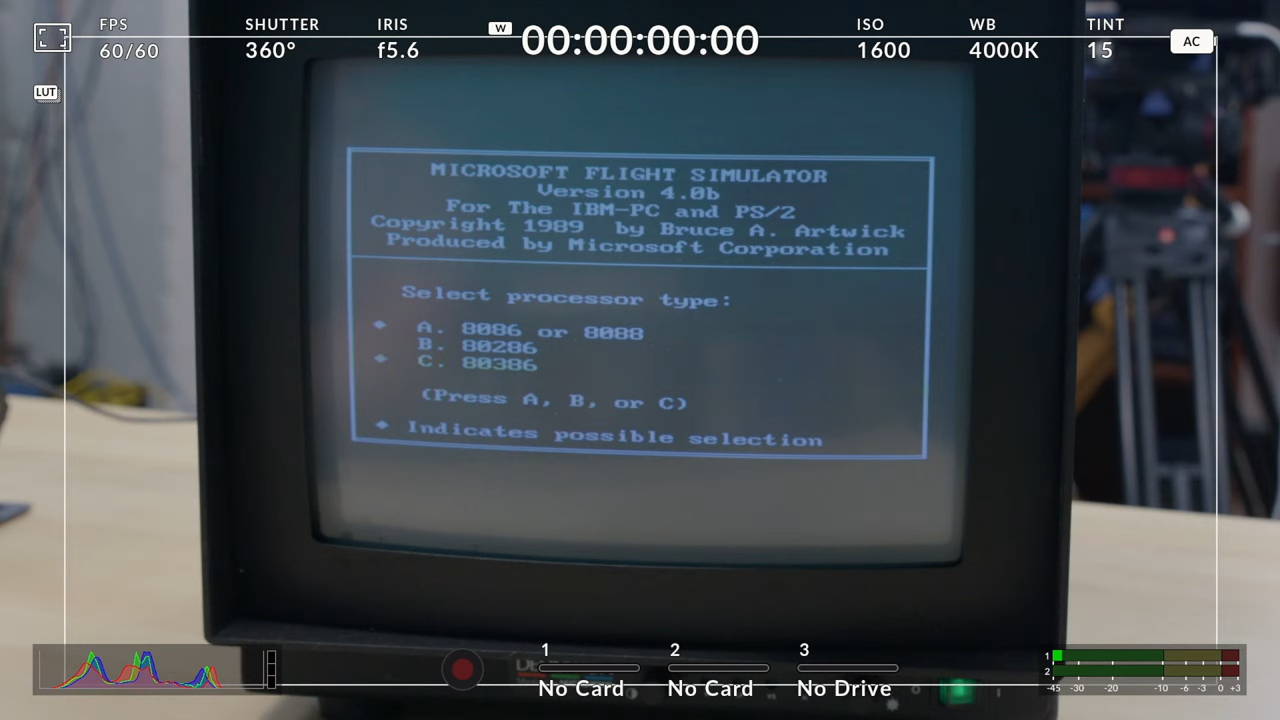 FPS SHUTTER IRIS W 00:00:00:00 ISO WB TINT AC
60/60 360° f5.6 1600 4000K 15
LUT
MICROSOFT FLIGHT SIMULATOR
Version 4.0b
For The IBM-PC and PS/2
Copyright 1989 by Bruce A. Artwick
Produced by Microsoft Corporation
Select processor type:
◆ A. 8086 or 8088
B. 80286
◆ C. 80386
(Press A, B, or C)
◆ Indicates possible selection
1 2 3
No Card No Card No Drive
1
2
-45 -30 -20 -10 -6 -3 0 +3